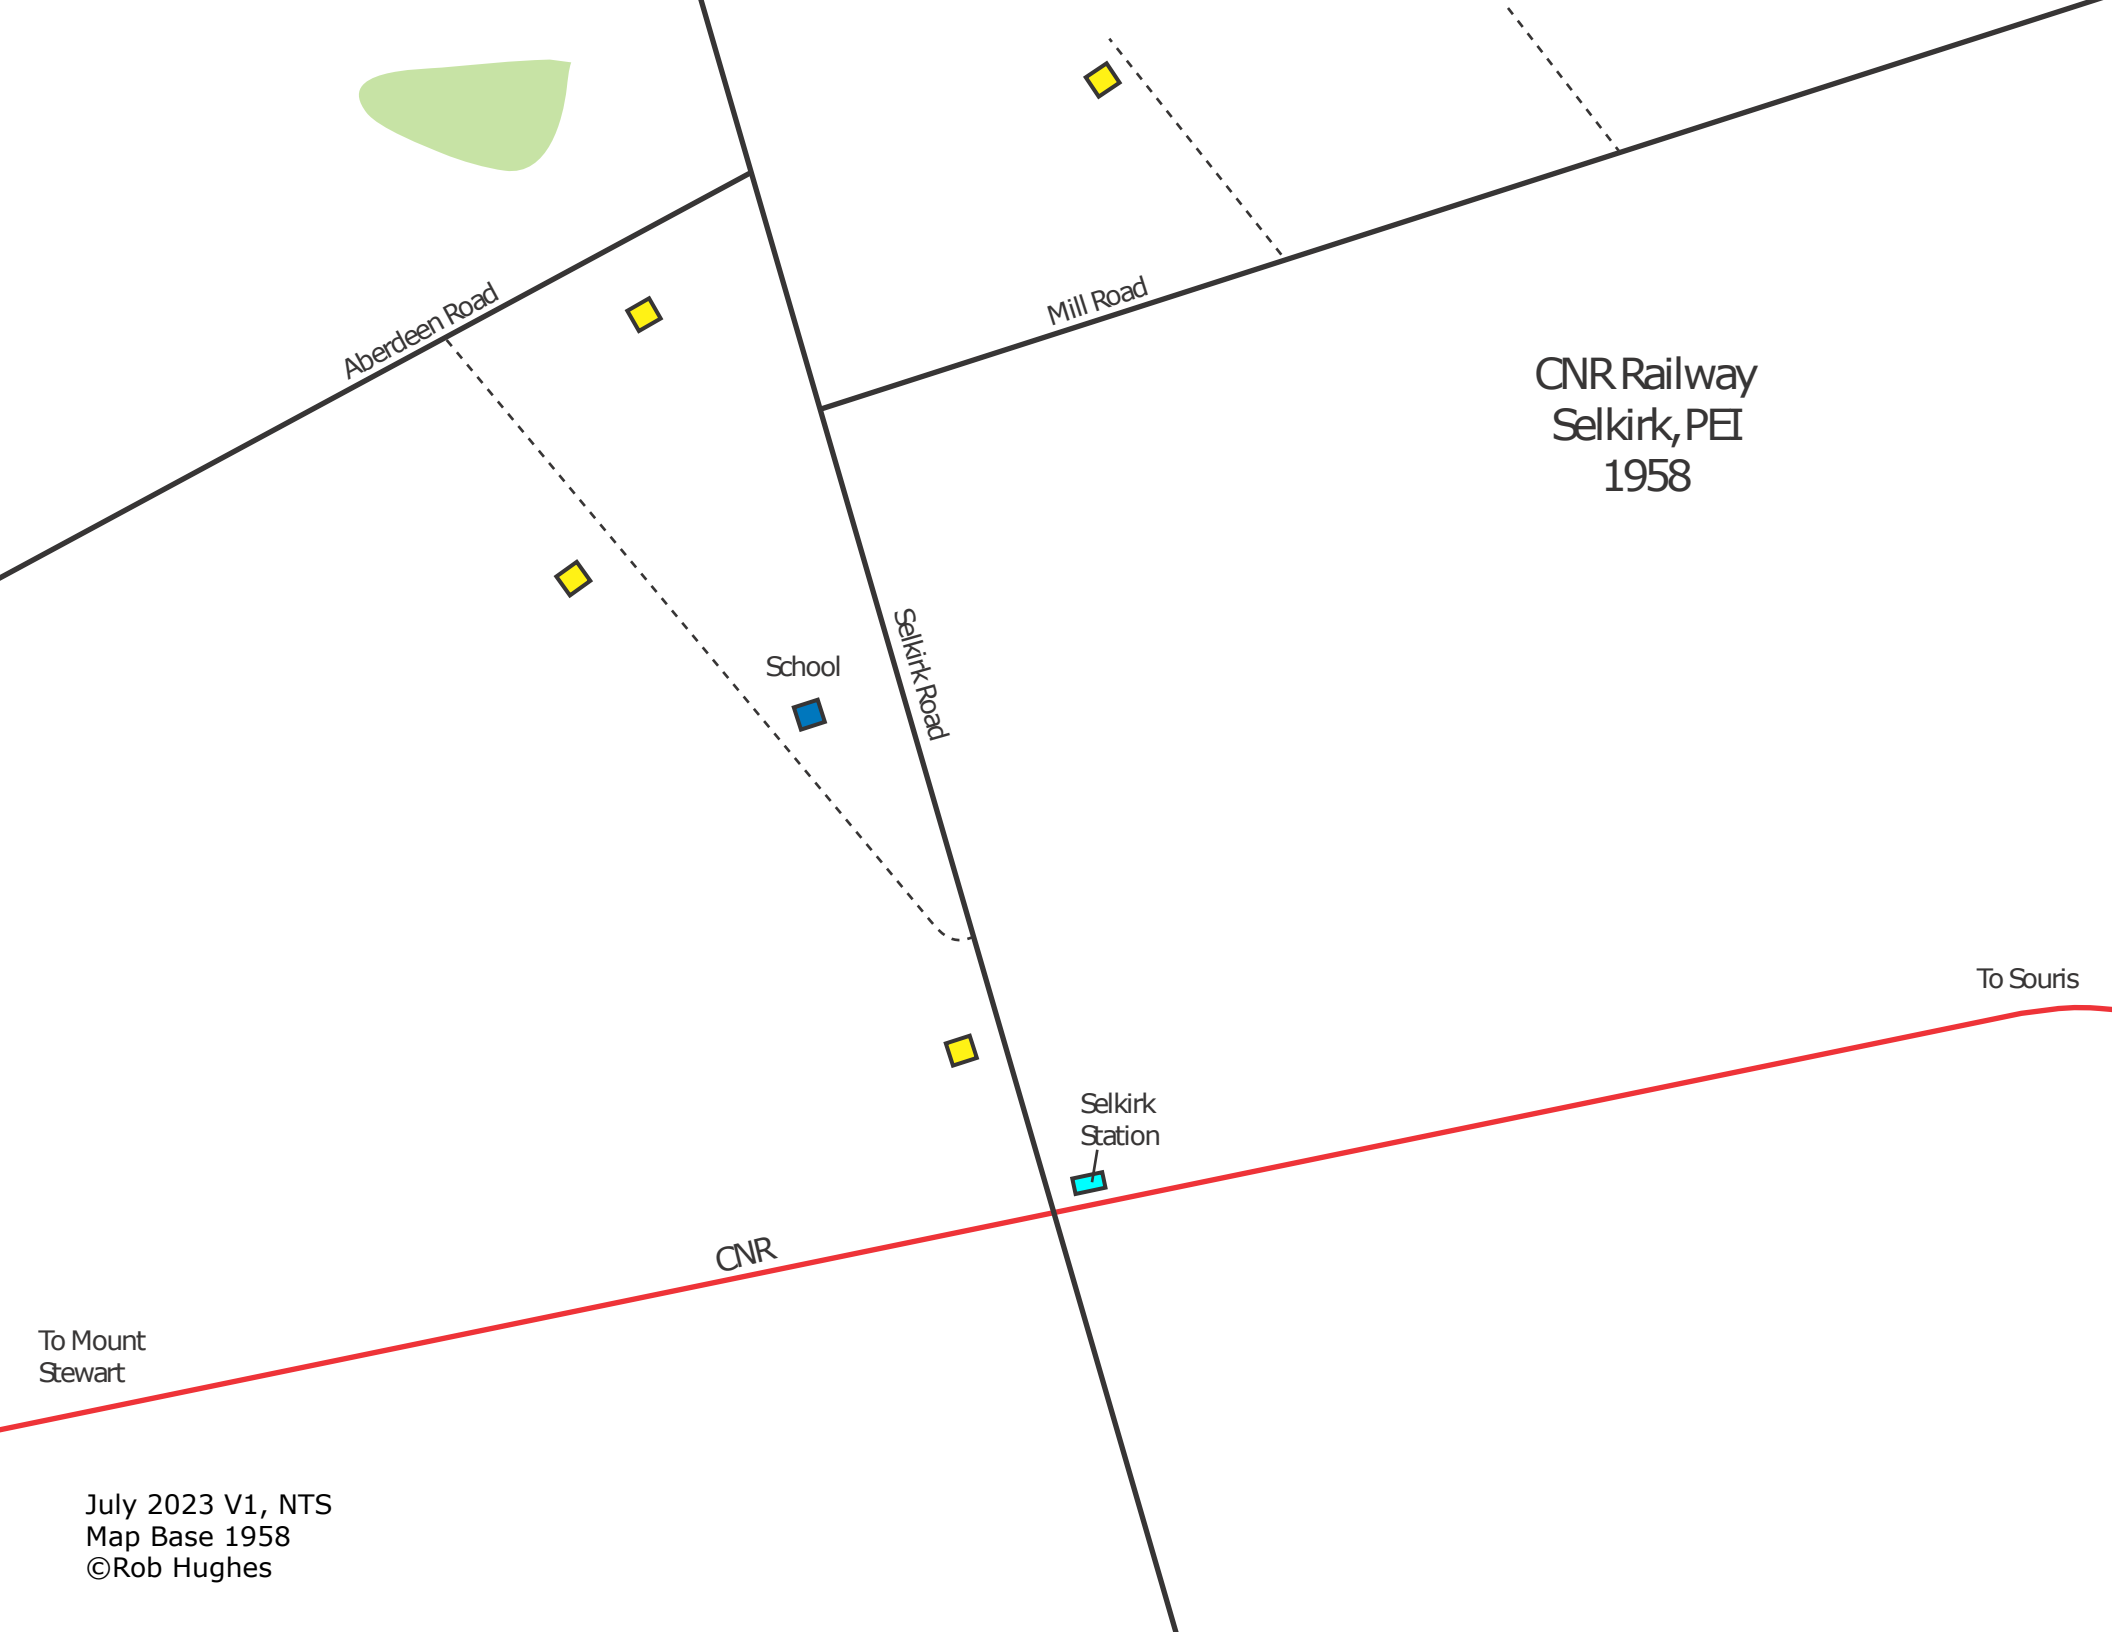 Aberdeen Road
Mill Road
CNR Railway
Selkirk, PEI
1958
Selkirk Road
School
To Souris
Selkirk
Station
CNR
To Mount
Stewart
July 2023 V1, NTS
Map Base 1958
©Rob Hughes